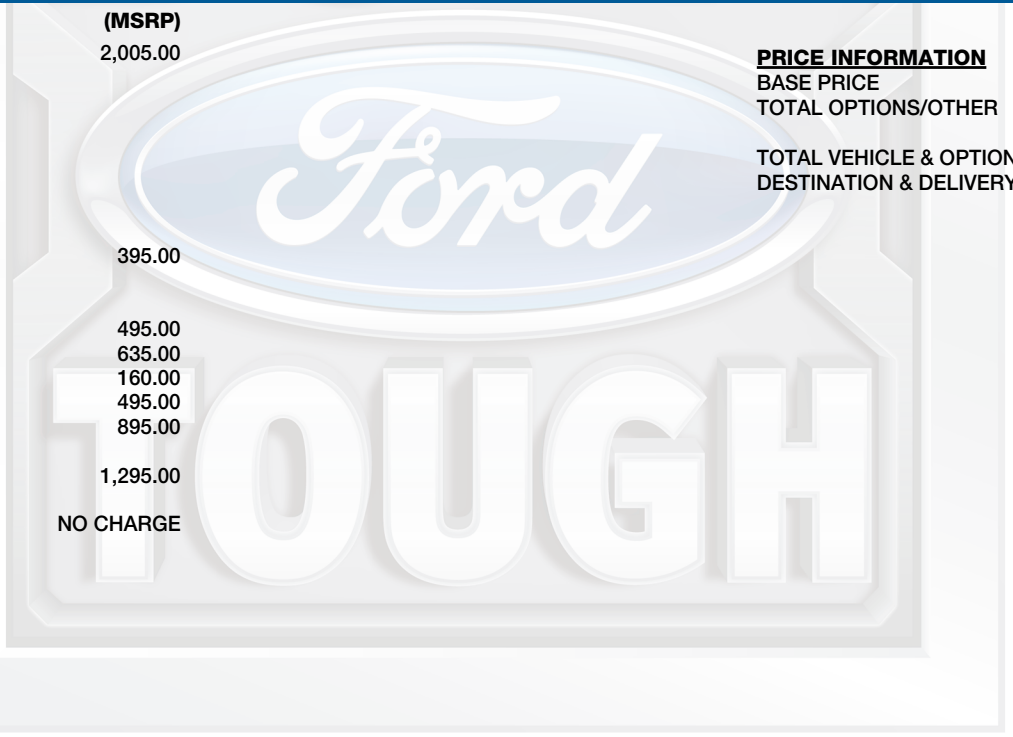 (MSRP)
2,005.00
395.00
495.00
635.00
160.00
495.00
895.00
1,295.00
NO CHARGE
PRICE INFORMATION
BASE PRICE
TOTAL OPTIONS/OTHER
TOTAL VEHICLE & OPTION
DESTINATION & DELIVERY
Ford
TOUGH